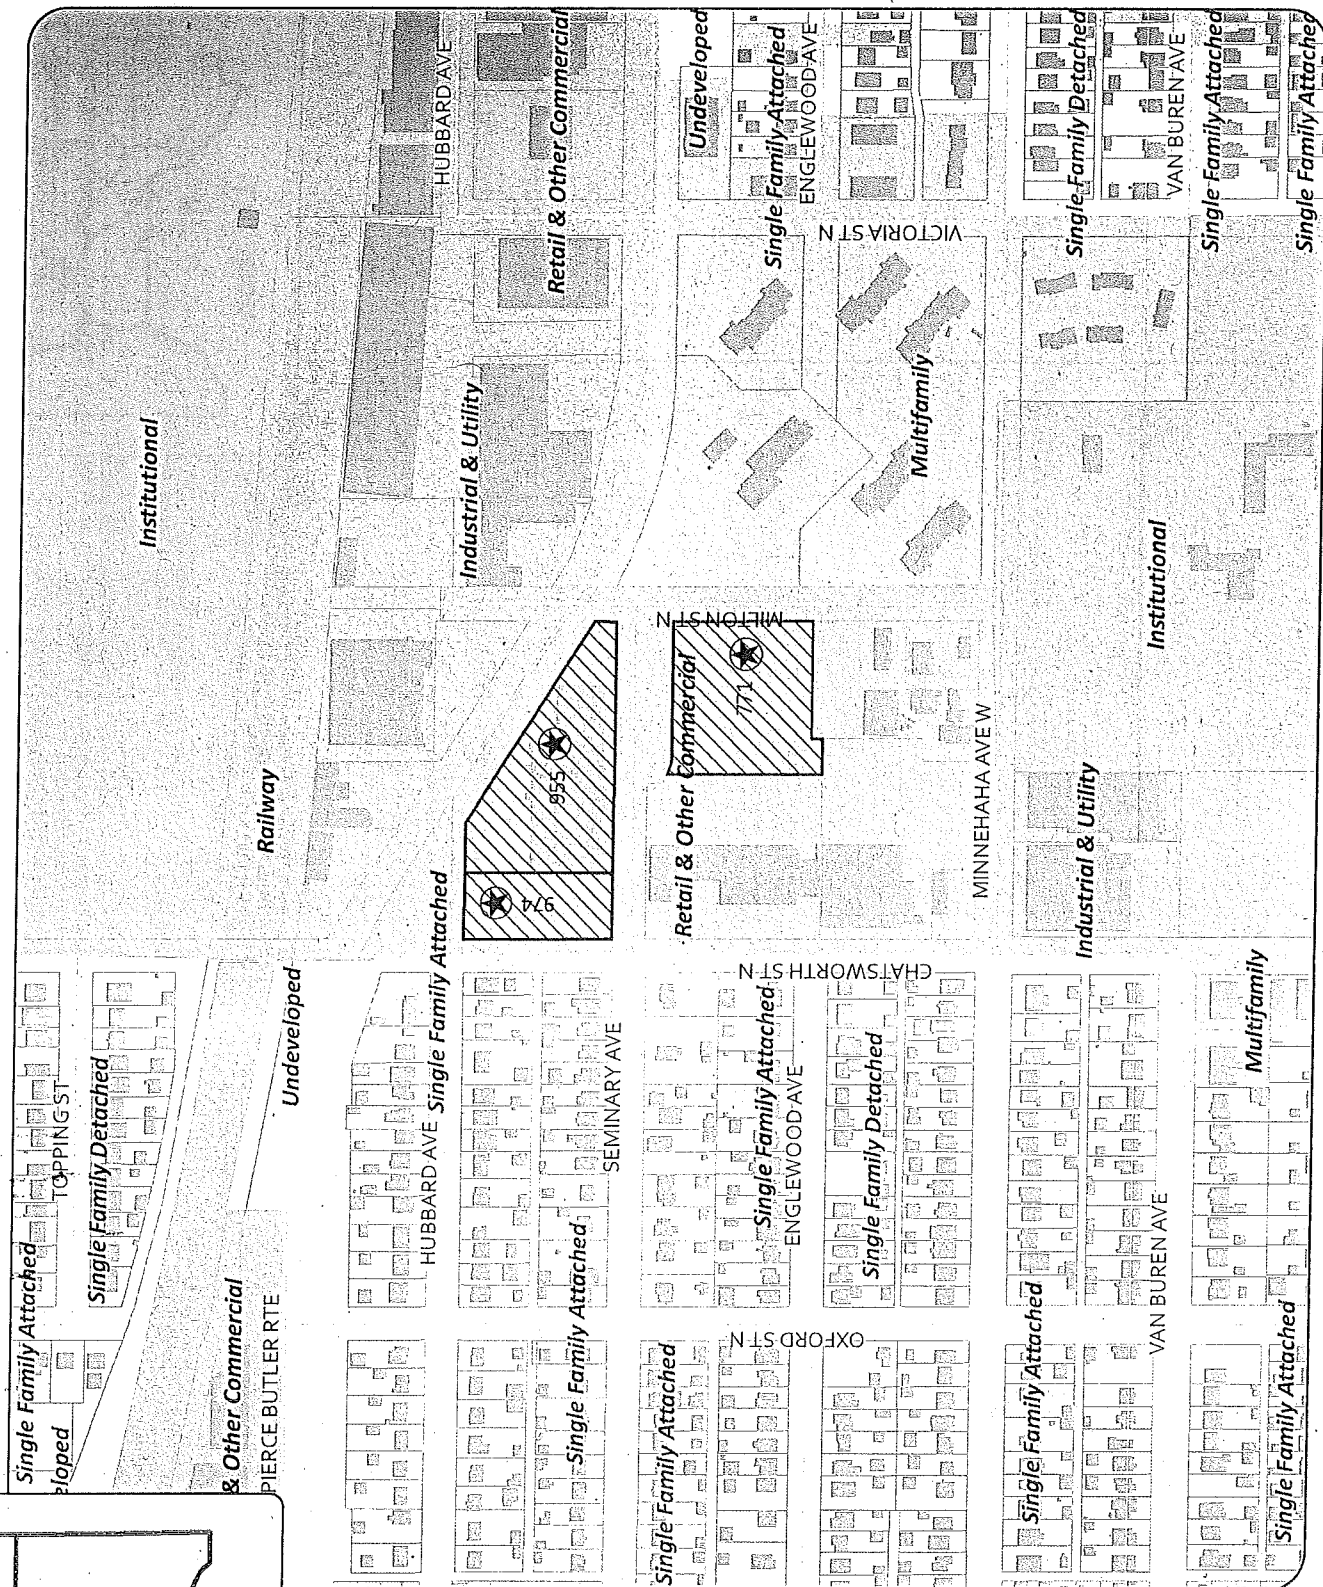 Single Family Attached
TOPPING ST
Single Family Detached
eloped
& Other Commercial
PIERCE BUTLER RTE
Undeveloped
Railway
Institutional
HUBBARD AVE
Single Family Attached
974
955
Industrial & Utility
HUBBARD AVE
Retail & Other Commercial
SEMINARY AVE
Single Family Attached
Single Family Attached
Retail & Other Commercial
771
MILTON ST N
Undeveloped
Single Family Attached
ENGLEWOOD AVE
VICTORIA ST N
CHATSWORTH ST N
Single Family Attached
ENGLEWOOD AVE
Single Family Detached
OXFORD ST N
Multifamily
MINNEHAHA AVE W
Industrial & Utility
Institutional
Single Family Detached
VAN BUREN AVE
Single Family Attached
Single Family Attached
Single Family Attached
VAN BUREN AVE
Multifamily
Single Family Attached